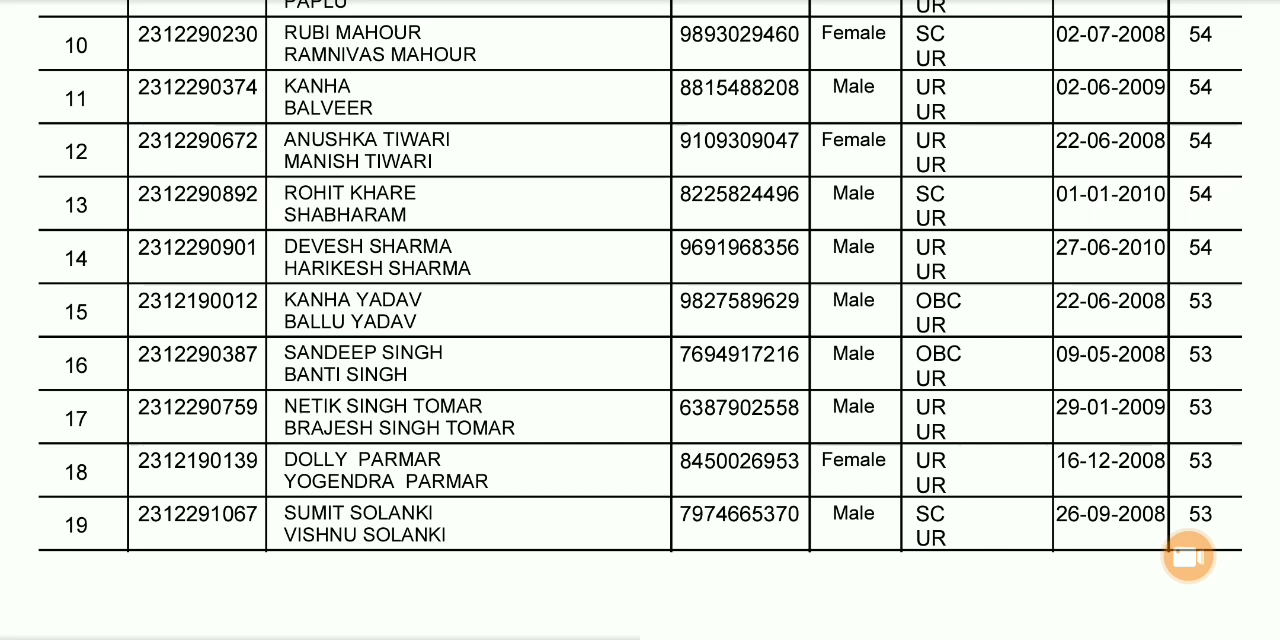 PAPLU UR
10 2312290230 RUBI MAHOUR 9893029460 Female SC 02-07-2008 54
RAMNIVAS MAHOUR UR
11 2312290374 KANHA 8815488208 Male UR 02-06-2009 54
BALVEER UR
12 2312290672 ANUSHKA TIWARI 9109309047 Female UR 22-06-2008 54
MANISH TIWARI UR
13 2312290892 ROHIT KHARE 8225824496 Male SC 01-01-2010 54
SHABHARAM UR
14 2312290901 DEVESH SHARMA 9691968356 Male UR 27-06-2010 54
HARIKESH SHARMA UR
15 2312190012 KANHA YADAV 9827589629 Male OBC 22-06-2008 53
BALLU YADAV UR
16 2312290387 SANDEEP SINGH 7694917216 Male OBC 09-05-2008 53
BANTI SINGH UR
17 2312290759 NETIK SINGH TOMAR 6387902558 Male UR 29-01-2009 53
BRAJESH SINGH TOMAR UR
18 2312190139 DOLLY PARMAR 8450026953 Female UR 16-12-2008 53
YOGENDRA PARMAR UR
19 2312291067 SUMIT SOLANKI 7974665370 Male SC 26-09-2008 53
VISHNU SOLANKI UR